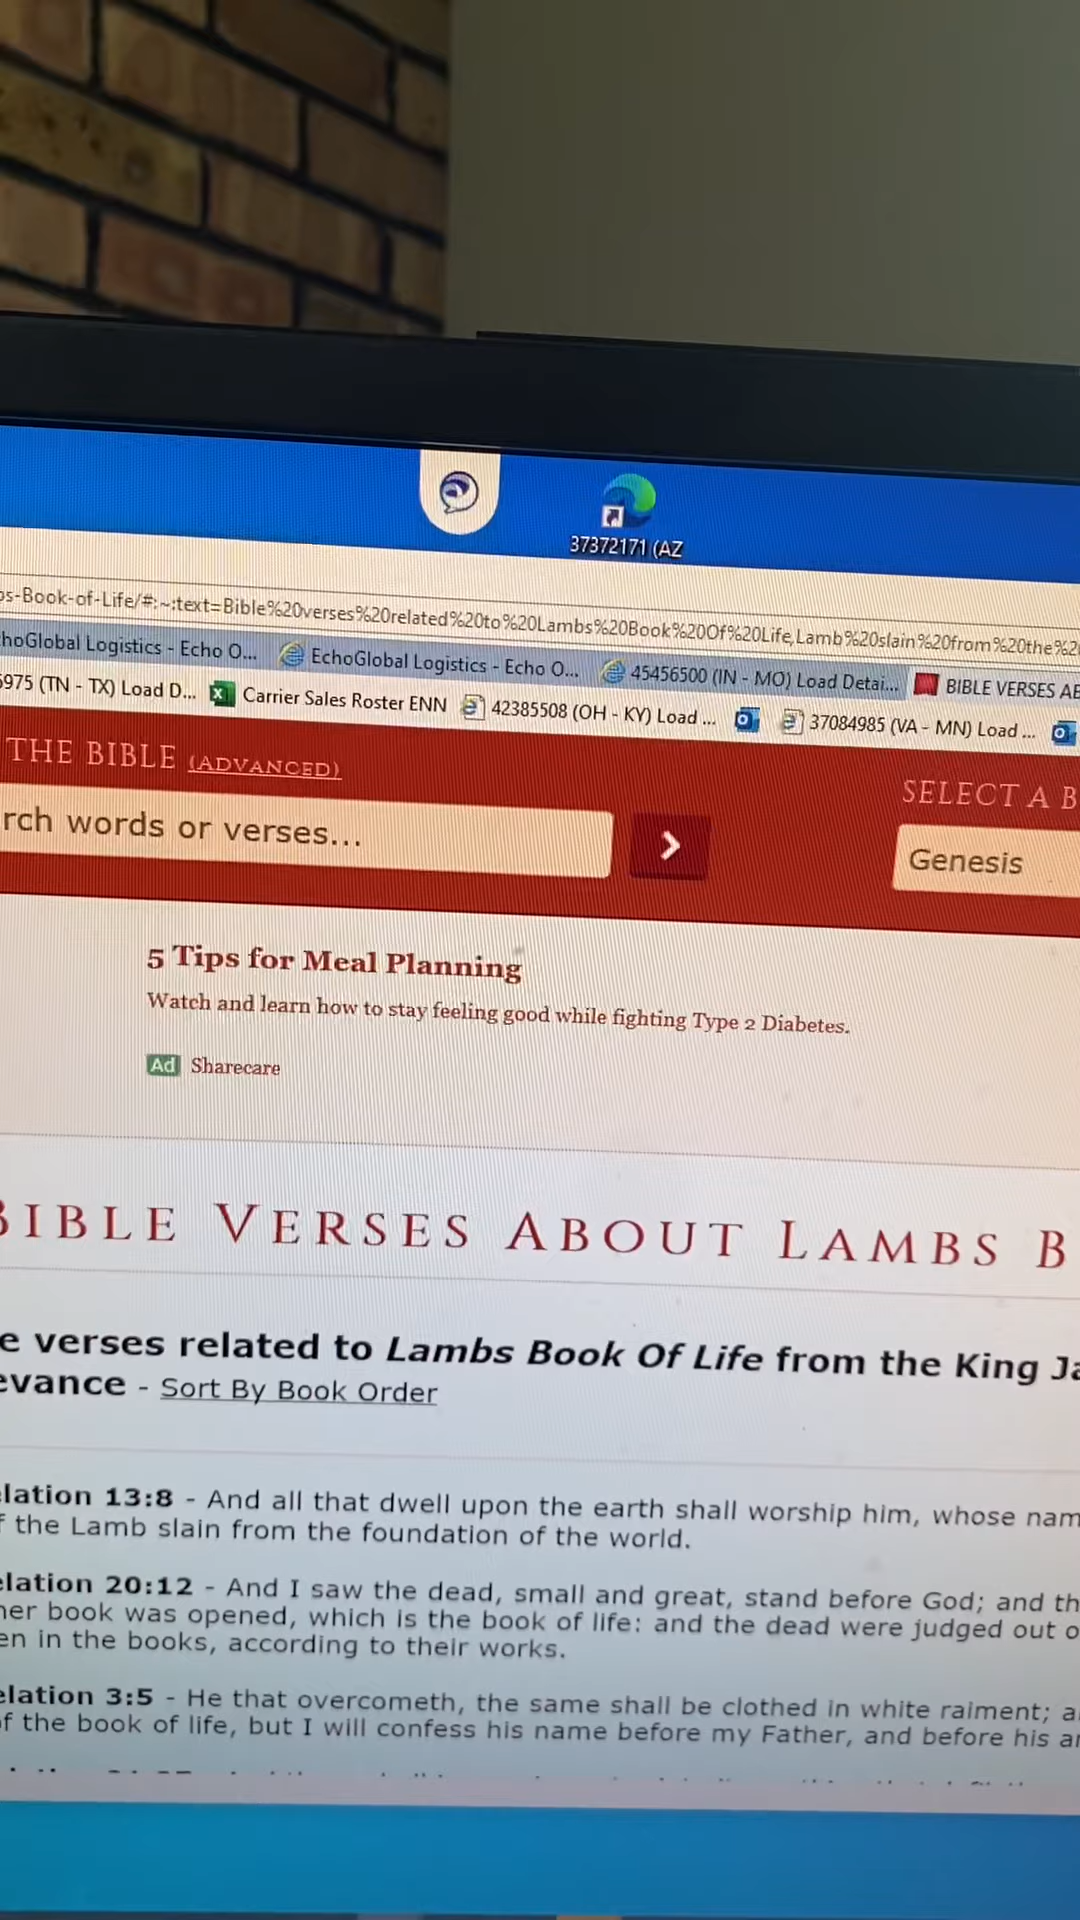 37372171 (AZ
os-Book-of-Life/#:~:text=Bible%20verses%20related%20to%20Lambs%20Book%20Of%20Life,Lamb%20slain%20from%20the%2
hoGlobal Logistics - Echo O... EchoGlobal Logistics - Echo O... 45456500 (IN - MO) Load Detai... BIBLE VERSES AB
5975 (TN - TX) Load D... Carrier Sales Roster ENN 42385508 (OH - KY) Load ... 37084985 (VA - MN) Load ...
THE BIBLE (ADVANCED) SELECT A B
rch words or verses... Genesis
5 Tips for Meal Planning
Watch and learn how to stay feeling good while fighting Type 2 Diabetes.
Ad Sharecare
BIBLE VERSES ABOUT LAMBS B
e verses related to Lambs Book Of Life from the King Ja
evance - Sort By Book Order
elation 13:8 - And all that dwell upon the earth shall worship him, whose nam
f the Lamb slain from the foundation of the world.
elation 20:12 - And I saw the dead, small and great, stand before God; and th
her book was opened, which is the book of life: and the dead were judged out o
en in the books, according to their works.
elation 3:5 - He that overcometh, the same shall be clothed in white raiment; a
of the book of life, but I will confess his name before my Father, and before his a